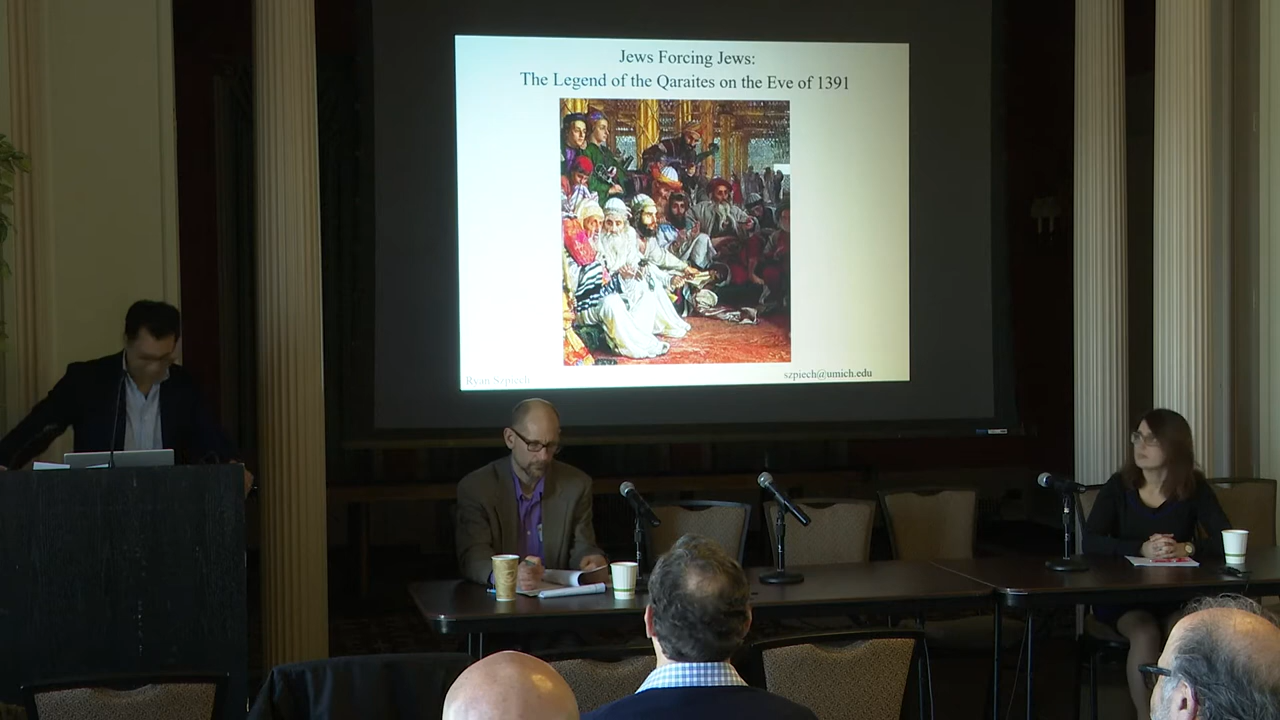 Jews Forcing Jews:
The Legend of the Qaraites on the Eve of 1391
Ryan Szpiech
szpiech@umich.edu